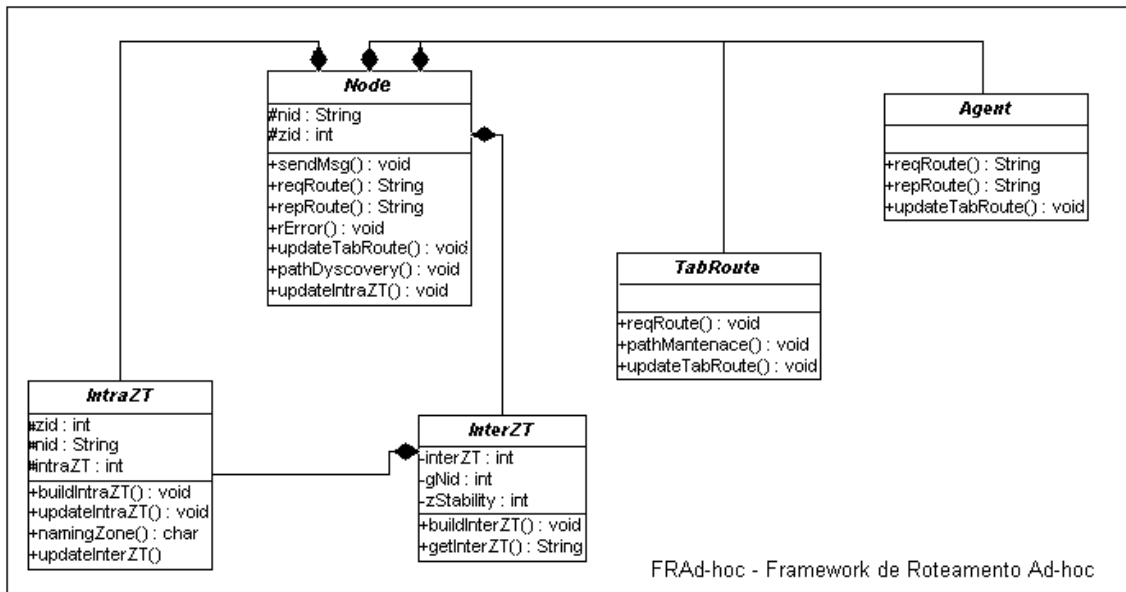 Node
#nid : String
#zid : int
+sendMsg() : void
+reqRoute() : String
+repRoute() : String
+rError() : void
+updateTabRoute() : void
+pathDyscovery() : void
+updateIntraZT() : void
Agent
+reqRoute() : String
+repRoute() : String
+updateTabRoute() : void
TabRoute
+reqRoute() : void
+pathMantenace() : void
+updateTabRoute() : void
IntraZT
#zid : int
#nid : String
#intraZT : int
+buildIntraZT() : void
+updateIntraZT() : void
+namingZone() : char
+updateInterZT()
InterZT
-interZT : int
-gNid : int
-zStability : int
+buildInterZT() : void
+getInterZT() : String
FRAd-hoc - Framework de Roteamento Ad-hoc